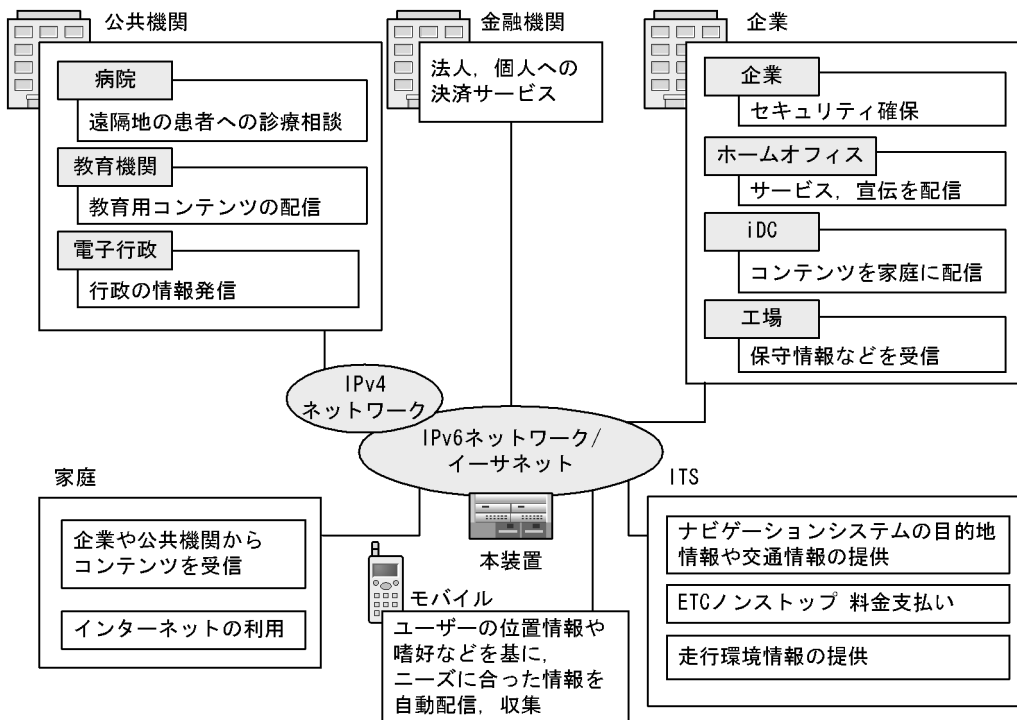 公共機関
病院
遠隔地の患者への診療相談
教育機関
教育用コンテンツの配信
電子行政
行政の情報発信
金融機関
法人，個人への
決済サービス
企業
企業
セキュリティ確保
ホームオフィス
サービス，宣伝を配信
iDC
コンテンツを家庭に配信
工場
保守情報などを受信
IPv4
ネットワーク
IPv6ネットワーク/
イーサネット
本装置
家庭
企業や公共機関から
コンテンツを受信
インターネットの利用
モバイル
ユーザーの位置情報や
嗜好などを基に，
ニーズに合った情報を
自動配信，収集
ITS
ナビゲーションシステムの目的地
情報や交通情報の提供
ETCノンストップ 料金支払い
走行環境情報の提供